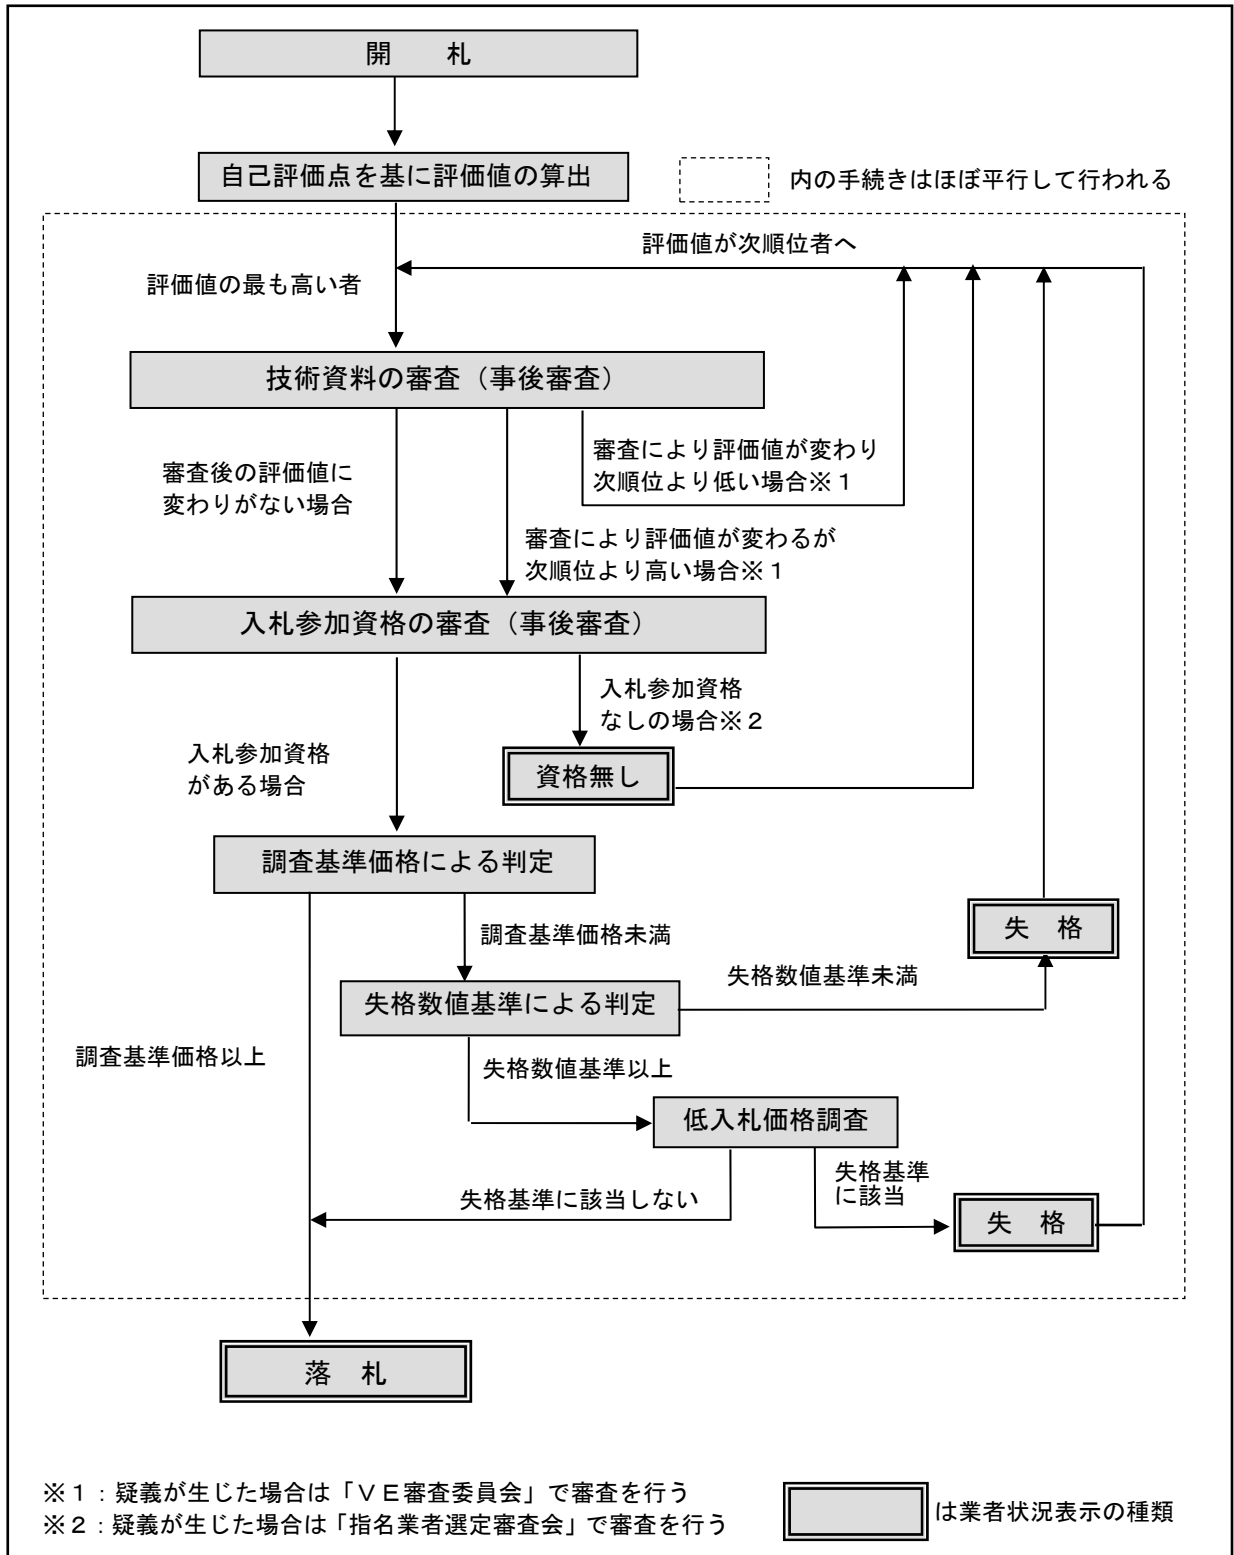 開　　札
自己評価点を基に評価値の算出
内の手続きはほぼ平行して行われる
評価値が次順位者へ
評価値の最も高い者
技術資料の審査（事後審査）
審査後の評価値に
変わりがない場合
審査により評価値が変わり
次順位より低い場合※１
審査により評価値が変わるが
次順位より高い場合※１
入札参加資格の審査（事後審査）
入札参加資格
なしの場合※２
入札参加資格
がある場合
資格無し
調査基準価格による判定
調査基準価格未満
失　格
失格数値基準未満
失格数値基準による判定
調査基準価格以上
失格数値基準以上
低入札価格調査
失格基準
に該当
失格基準に該当しない
失　格
落　札
※１：疑義が生じた場合は「ＶＥ審査委員会」で審査を行う
※２：疑義が生じた場合は「指名業者選定審査会」で審査を行う
は業者状況表示の種類